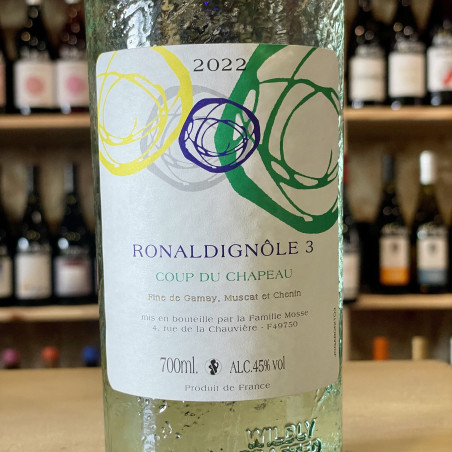 2022
RONALDIGNÔLE 3
COUP DU CHAPEAU
Fine de Gamay, Muscat et Chenin
mis en bouteille par la Famille Mosse
4, rue de la Chauvière - F49750
700ml. ALC.45% vol
Produit de France
WILDLY